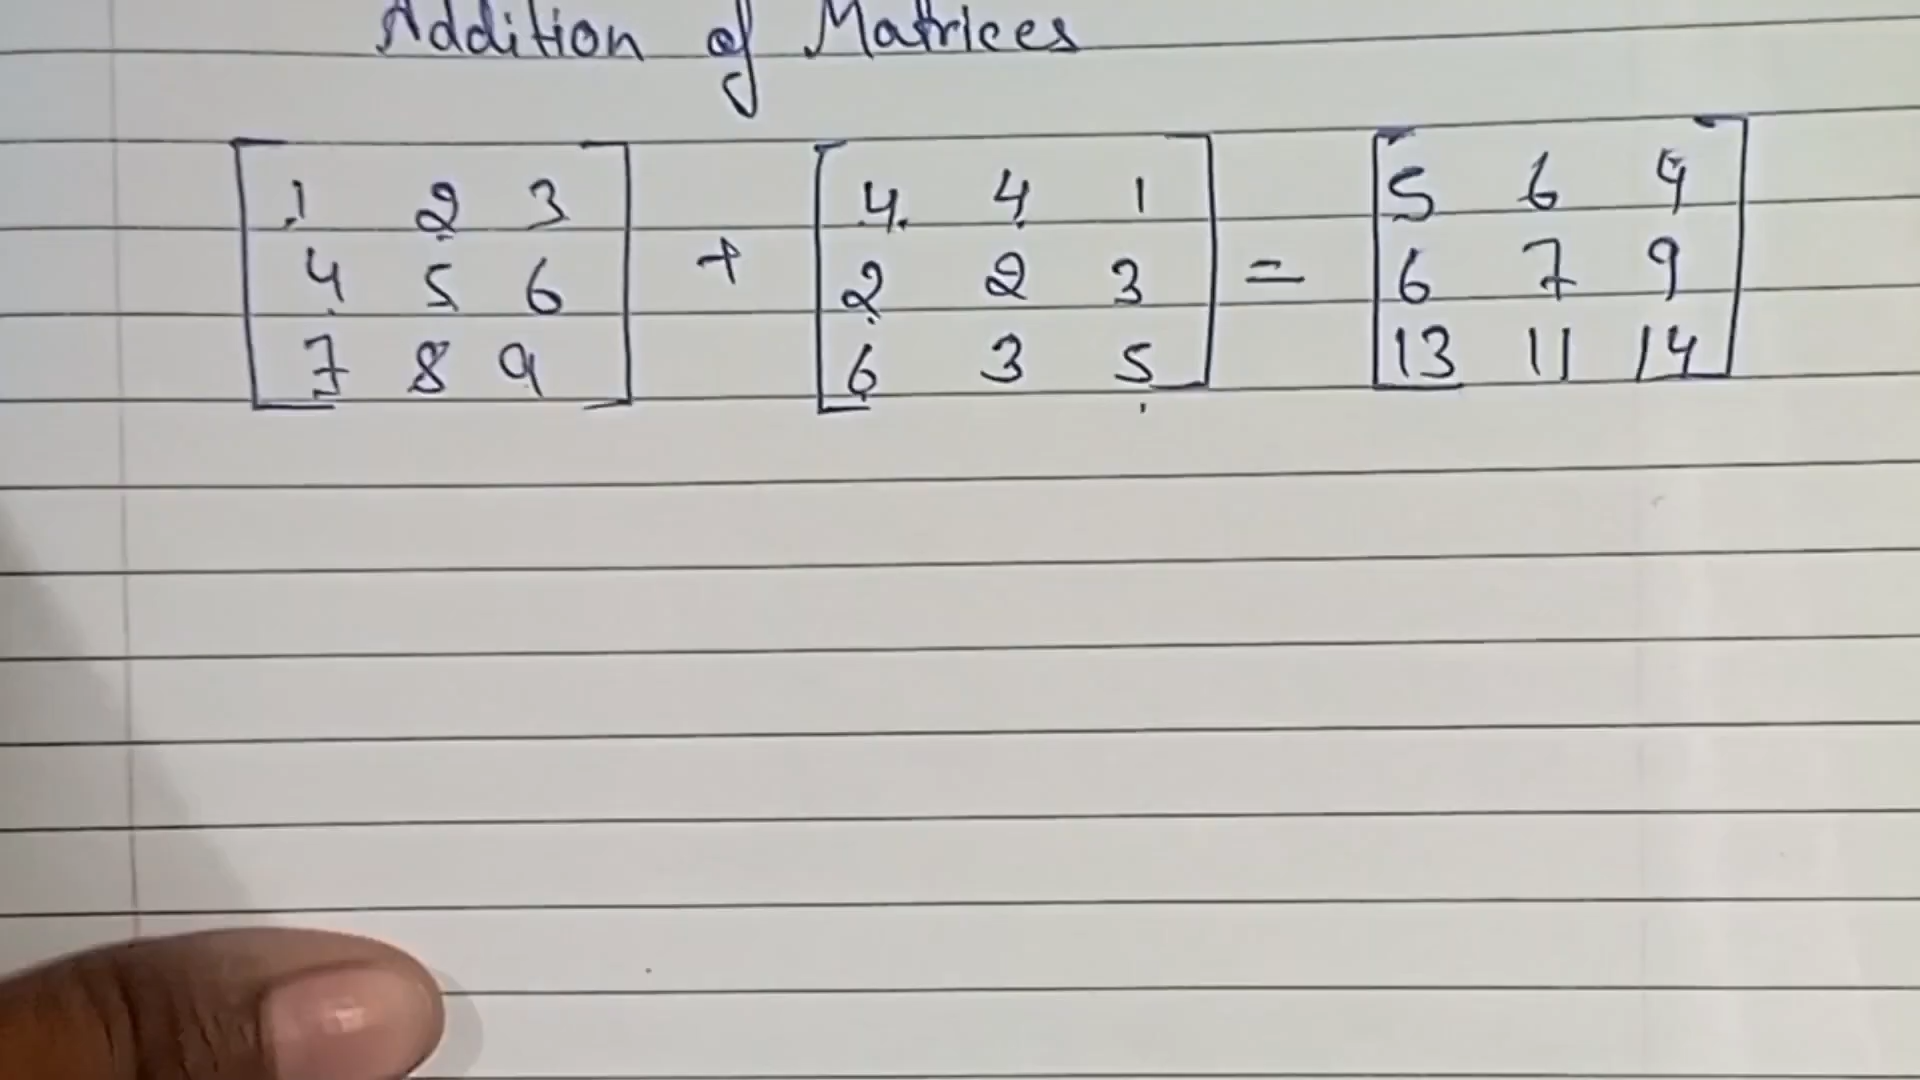 Addition of Matrices
[1 2 3] + [4 4 1] = [5 6 4]
[4 5 6] [2 2 3] [6 7 9]
[7 8 9] [6 3 5] [13 11 14]